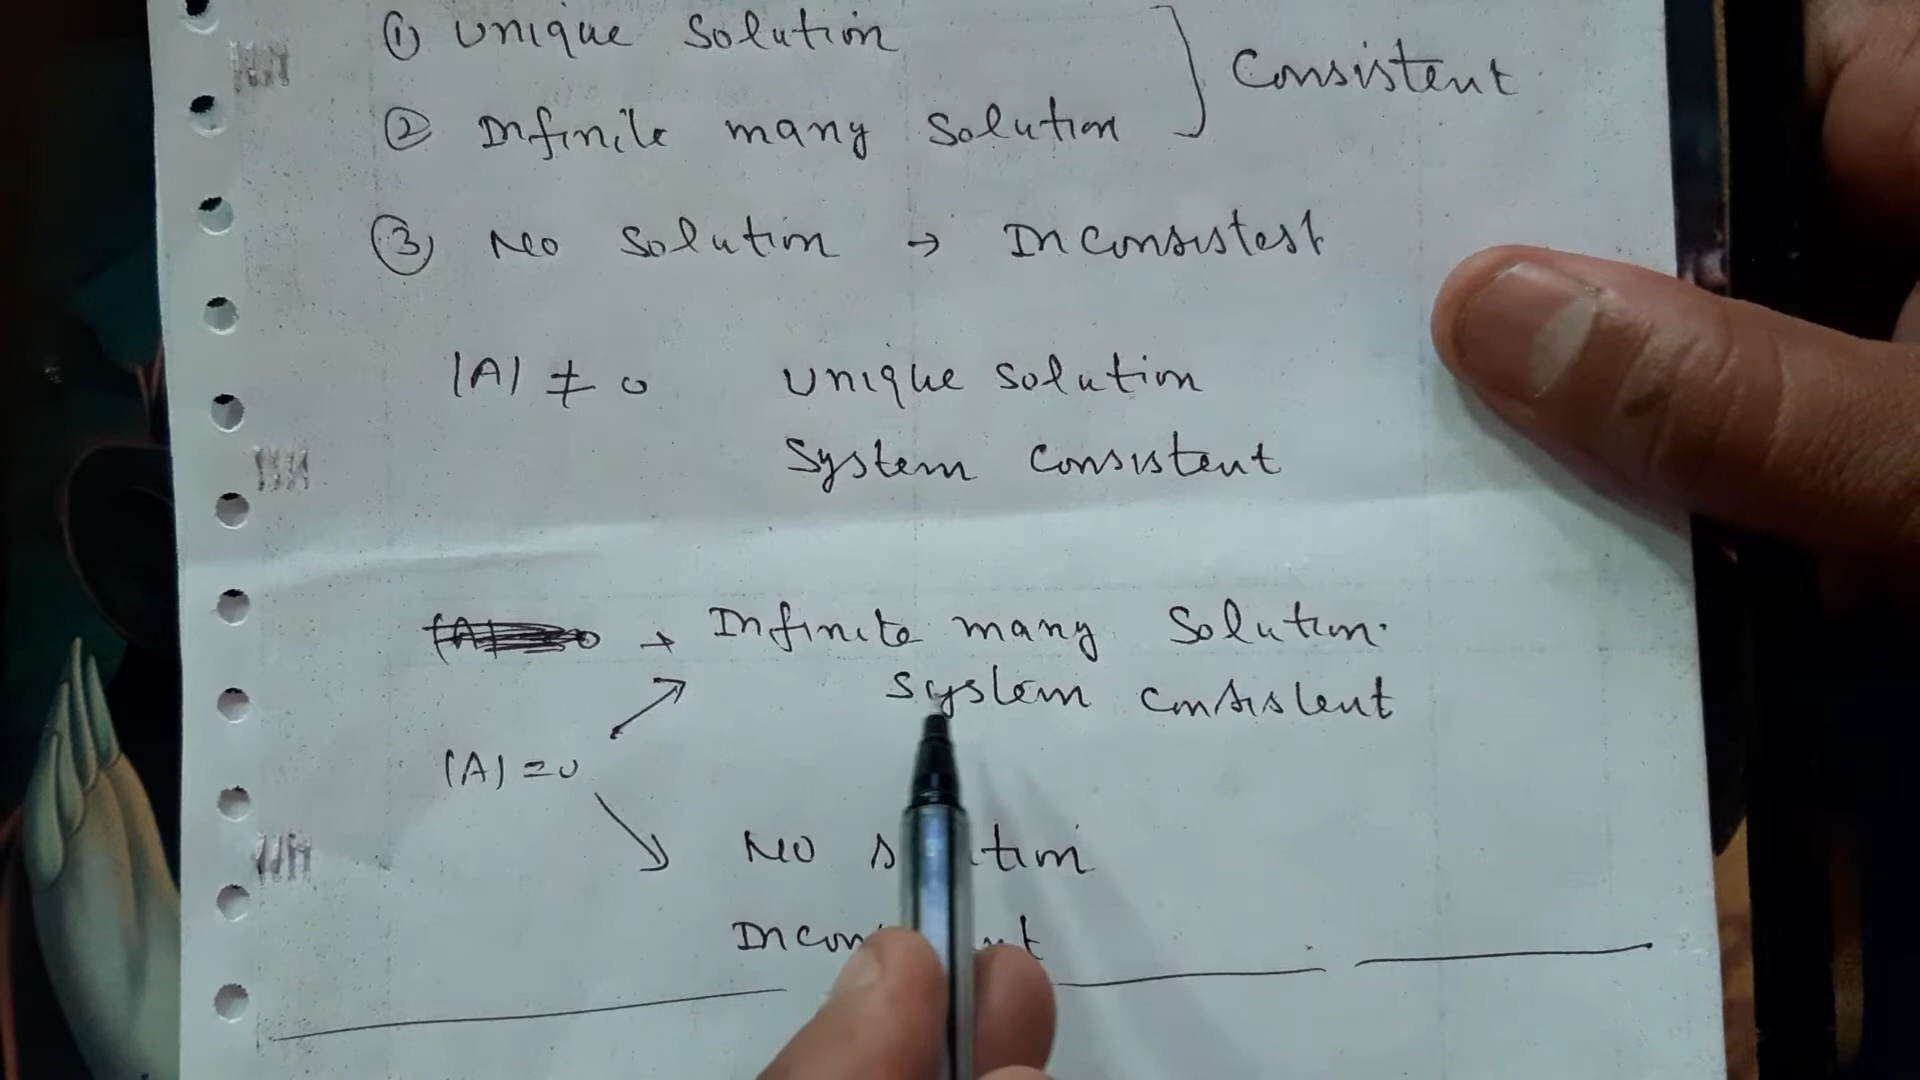 ① Unique Solution
② Infinite many Solution
Consistent
③ No Solution → Inconsistest
|A| ≠ 0 Unique solution
System consistent
→ Infinite many Solution.
System consistent
|A| = 0
No